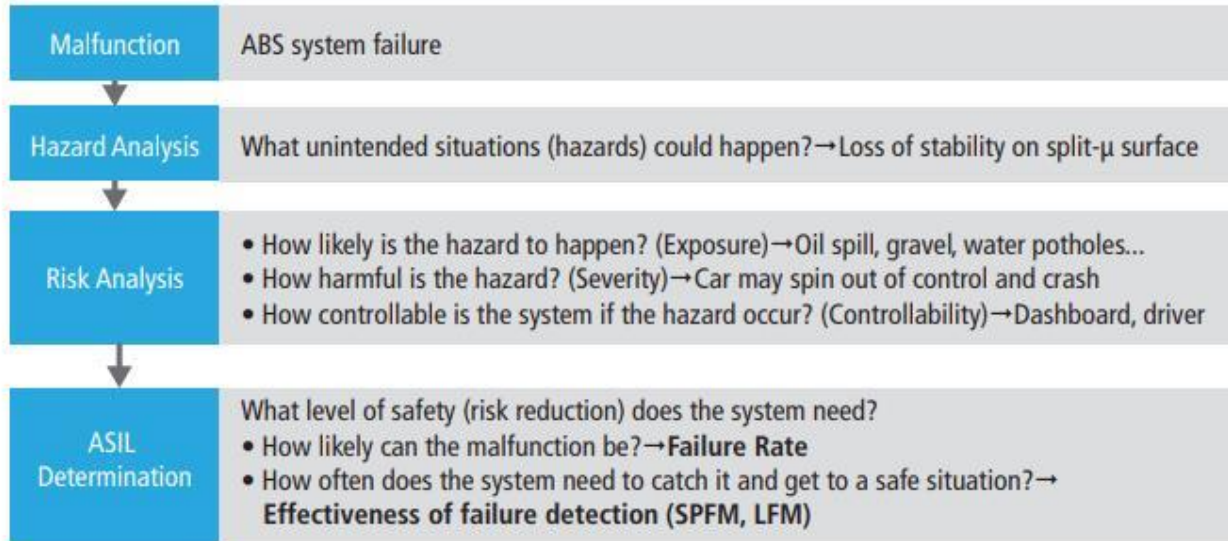 Malfunction
ABS system failure
Hazard Analysis
What unintended situations (hazards) could happen?→Loss of stability on split-μ surface
Risk Analysis
• How likely is the hazard to happen? (Exposure)→Oil spill, gravel, water potholes...
• How harmful is the hazard? (Severity)→Car may spin out of control and crash
• How controllable is the system if the hazard occur? (Controllability)→Dashboard, driver
ASIL
Determination
What level of safety (risk reduction) does the system need?
• How likely can the malfunction be?→Failure Rate
• How often does the system need to catch it and get to a safe situation?→
Effectiveness of failure detection (SPFM, LFM)